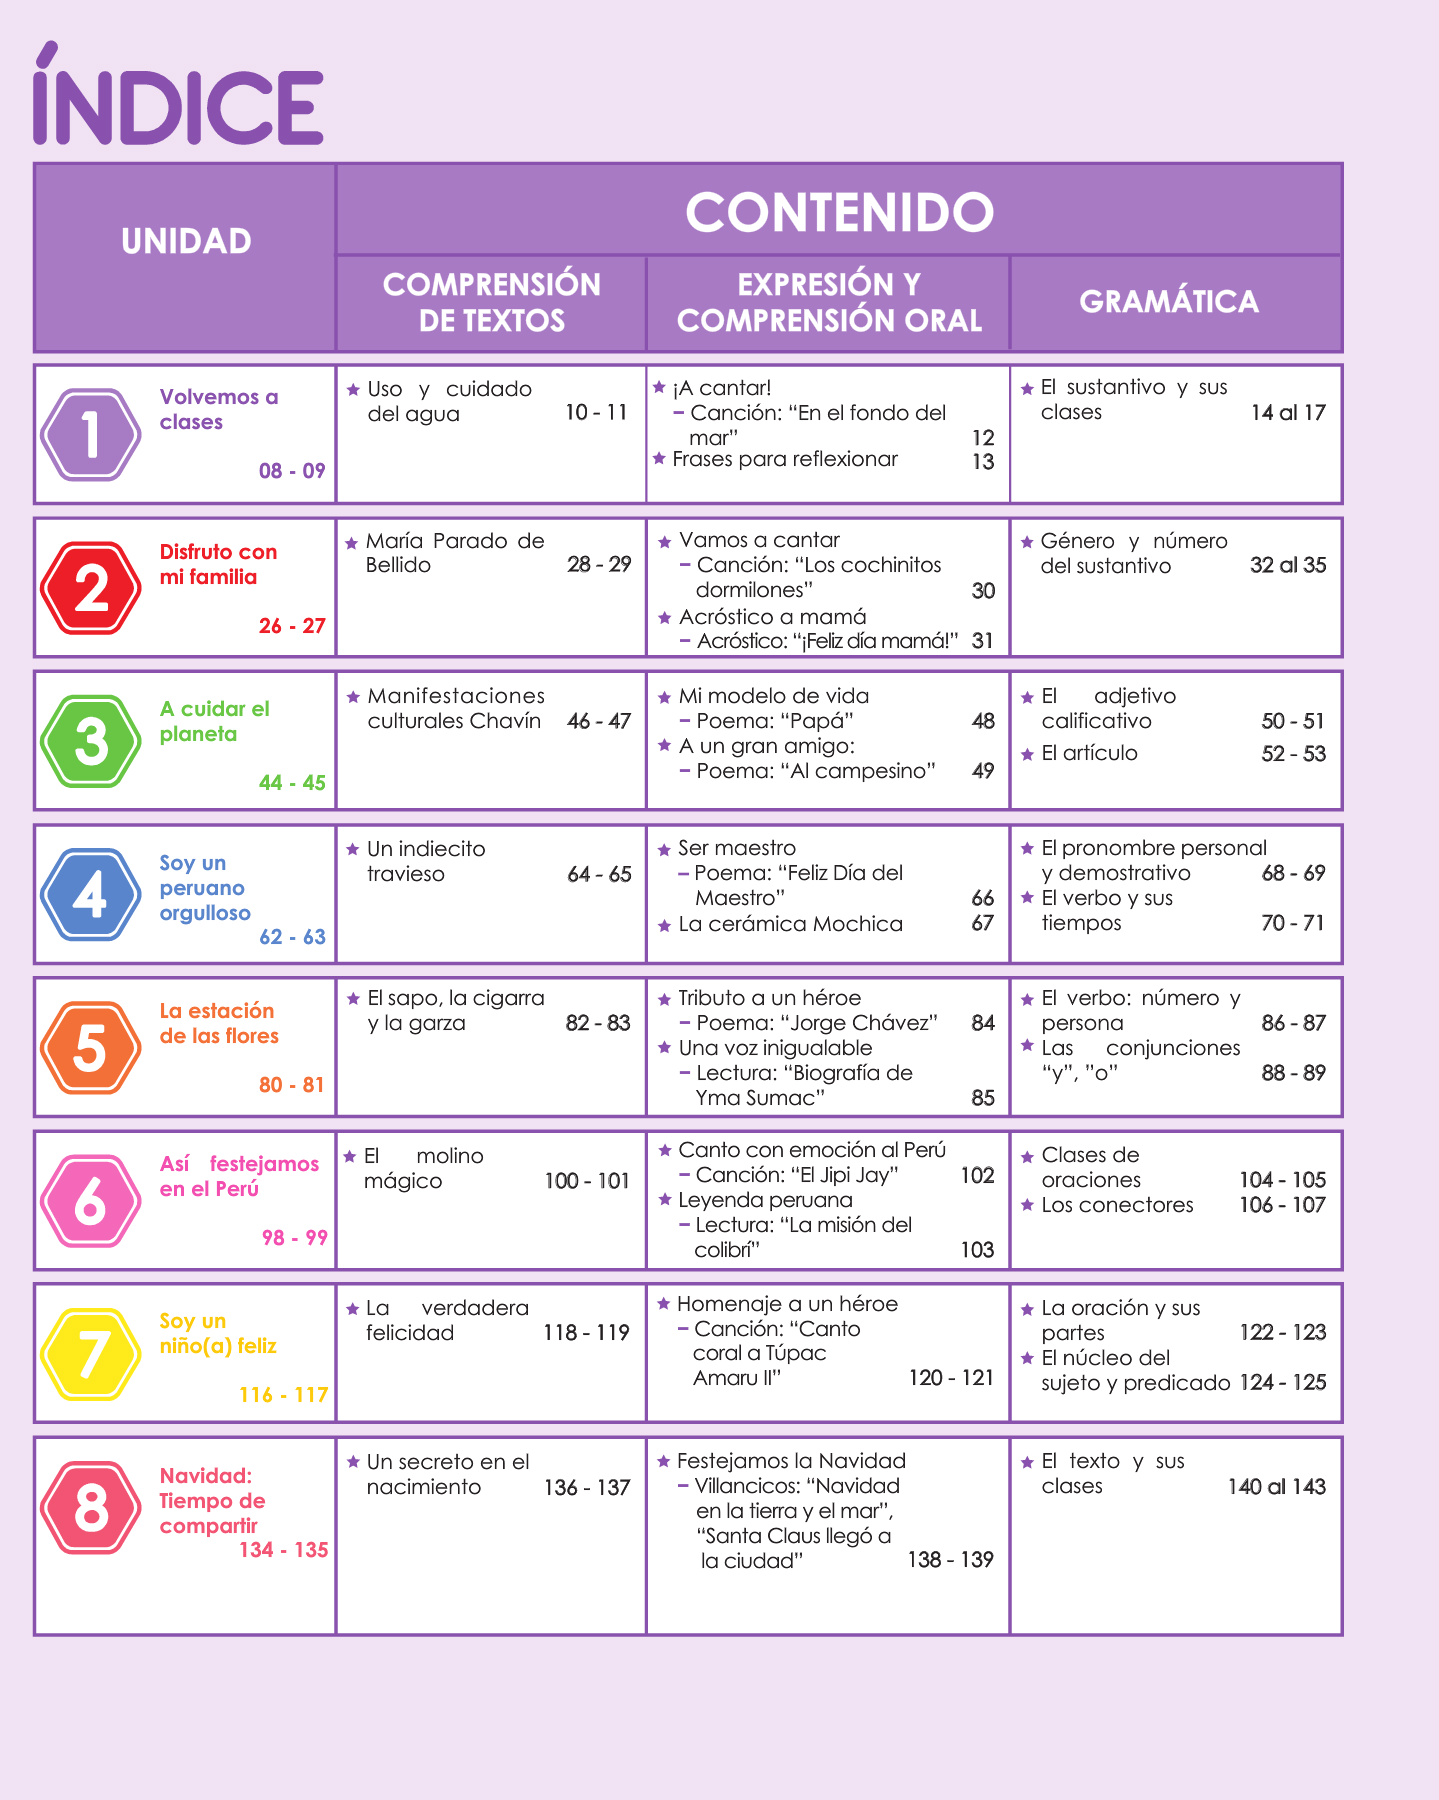 ÍNDICE
UNIDAD
CONTENIDO
COMPRENSIÓN
DE TEXTOS
EXPRESIÓN Y
COMPRENSIÓN ORAL
GRAMÁTICA
1
Volvemos a
clases
08 - 09
Uso y cuidado
del agua 10 - 11
¡A cantar!
– Canción: “En el fondo del
mar” 12
Frases para reflexionar 13
El sustantivo y sus
clases 14 al 17
2
Disfruto con
mi familia
26 - 27
María Parado de
Bellido 28 - 29
Vamos a cantar
– Canción: “Los cochinitos
dormilones” 30
Acróstico a mamá
– Acróstico: “¡Feliz día mamá!” 31
Género y número
del sustantivo 32 al 35
3
A cuidar el
planeta
44 - 45
Manifestaciones
culturales Chavín 46 - 47
Mi modelo de vida
– Poema: “Papá” 48
A un gran amigo:
– Poema: “Al campesino” 49
El adjetivo
calificativo 50 - 51
El artículo 52 - 53
4
Soy un
peruano
orgulloso
62 - 63
Un indiecito
travieso 64 - 65
Ser maestro
– Poema: “Feliz Día del
Maestro” 66
La cerámica Mochica 67
El pronombre personal
y demostrativo 68 - 69
El verbo y sus
tiempos 70 - 71
5
La estación
de las flores
80 - 81
El sapo, la cigarra
y la garza 82 - 83
Tributo a un héroe
– Poema: “Jorge Chávez” 84
Una voz inigualable
– Lectura: “Biografía de
Yma Sumac” 85
El verbo: número y
persona 86 - 87
Las conjunciones
“y”, ”o” 88 - 89
6
Así festejamos
en el Perú
98 - 99
El molino
mágico 100 - 101
Canto con emoción al Perú
– Canción: “El Jipi Jay” 102
Leyenda peruana
– Lectura: “La misión del
colibrí” 103
Clases de
oraciones 104 - 105
Los conectores 106 - 107
7
Soy un
niño(a) feliz
116 - 117
La verdadera
felicidad 118 - 119
Homenaje a un héroe
– Canción: “Canto
coral a Túpac
Amaru II” 120 - 121
La oración y sus
partes 122 - 123
El núcleo del
sujeto y predicado 124 - 125
8
Navidad:
Tiempo de
compartir
134 - 135
Un secreto en el
nacimiento 136 - 137
Festejamos la Navidad
– Villancicos: “Navidad
en la tierra y el mar”,
“Santa Claus llegó a
la ciudad” 138 - 139
El texto y sus
clases 140 al 143